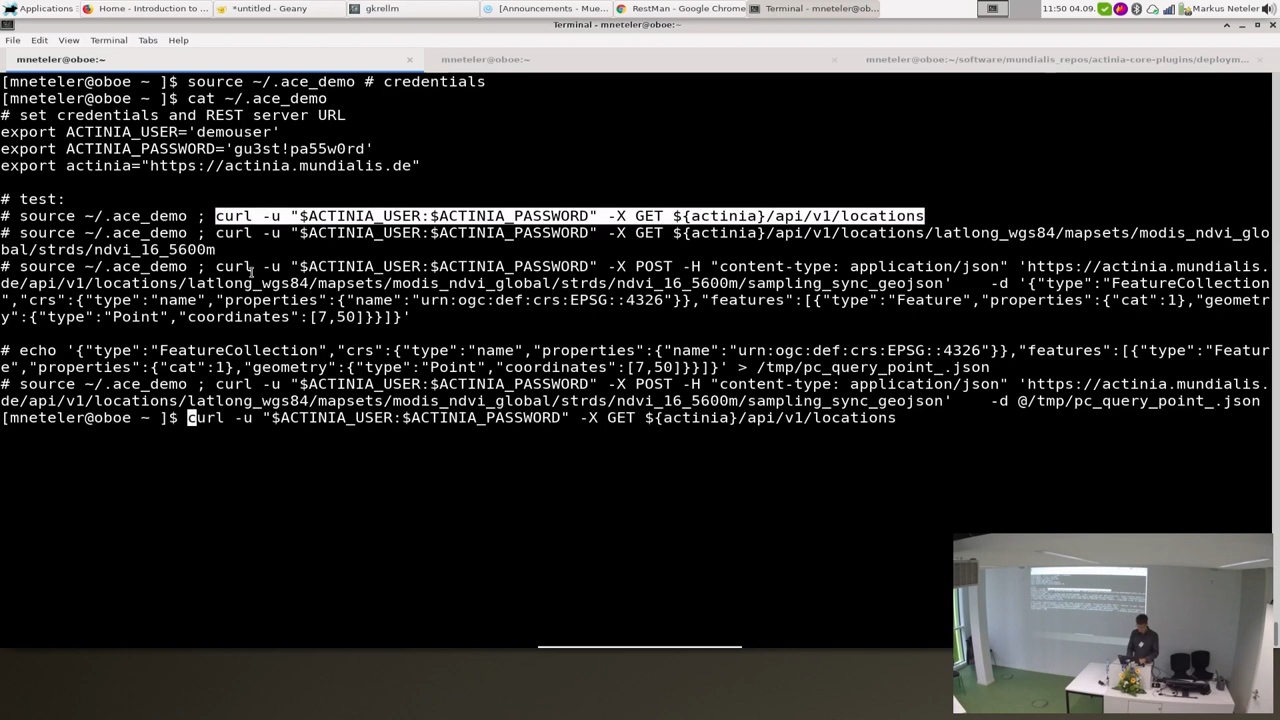 Applications
Home - Introduction to ...
*untitled - Geany
gkrellm
[Announcements - Mue...
RestMan - Google Chrome
Terminal - mneteler@ob...
11:50 04.09.
Markus Neteler
Terminal - mneteler@oboe:~
File Edit View Terminal Tabs Help
mneteler@oboe:~
mneteler@oboe:~
mneteler@oboe:~/software/mundialis_repos/actinia-core-plugins/deploym...
[mneteler@oboe ~ ]$ source ~/.ace_demo # credentials
[mneteler@oboe ~ ]$ cat ~/.ace_demo
# set credentials and REST server URL
export ACTINIA_USER='demouser'
export ACTINIA_PASSWORD='gu3st!pa55w0rd'
export actinia="https://actinia.mundialis.de"
# test:
# source ~/.ace_demo ; curl -u "$ACTINIA_USER:$ACTINIA_PASSWORD" -X GET ${actinia}/api/v1/locations
# source ~/.ace_demo ; curl -u "$ACTINIA_USER:$ACTINIA_PASSWORD" -X GET ${actinia}/api/v1/locations/latlong_wgs84/mapsets/modis_ndvi_glo
bal/strds/ndvi_16_5600m
# source ~/.ace_demo ; curl -u "$ACTINIA_USER:$ACTINIA_PASSWORD" -X POST -H "content-type: application/json" 'https://actinia.mundialis.
de/api/v1/locations/latlong_wgs84/mapsets/modis_ndvi_global/strds/ndvi_16_5600m/sampling_sync_geojson' -d '{"type":"FeatureCollection
","crs":{"type":"name","properties":{"name":"urn:ogc:def:crs:EPSG::4326"}},"features":[{"type":"Feature","properties":{"cat":1},"geometr
y":{"type":"Point","coordinates":[7,50]}}]}'
# echo '{"type":"FeatureCollection","crs":{"type":"name","properties":{"name":"urn:ogc:def:crs:EPSG::4326"}},"features":[{"type":"Featur
e","properties":{"cat":1},"geometry":{"type":"Point","coordinates":[7,50]}}]}' > /tmp/pc_query_point_.json
# source ~/.ace_demo ; curl -u "$ACTINIA_USER:$ACTINIA_PASSWORD" -X POST -H "content-type: application/json" 'https://actinia.mundialis.
de/api/v1/locations/latlong_wgs84/mapsets/modis_ndvi_global/strds/ndvi_16_5600m/sampling_sync_geojson' -d @/tmp/pc_query_point_.json
[mneteler@oboe ~ ]$ curl -u "$ACTINIA_USER:$ACTINIA_PASSWORD" -X GET ${actinia}/api/v1/locations